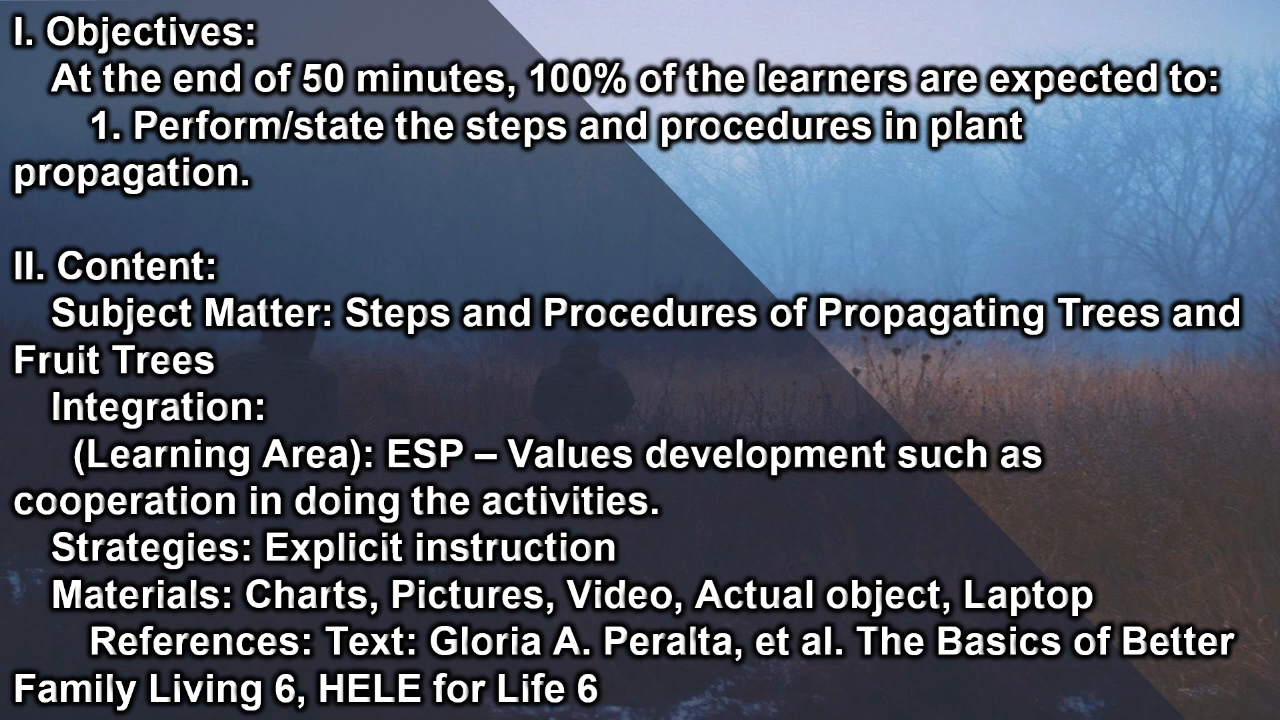 I. Objectives:
At the end of 50 minutes, 100% of the learners are expected to:
1. Perform/state the steps and procedures in plant
propagation.
II. Content:
Subject Matter: Steps and Procedures of Propagating Trees and
Fruit Trees
Integration:
(Learning Area): ESP – Values development such as
cooperation in doing the activities.
Strategies: Explicit instruction
Materials: Charts, Pictures, Video, Actual object, Laptop
References: Text: Gloria A. Peralta, et al. The Basics of Better
Family Living 6, HELE for Life 6